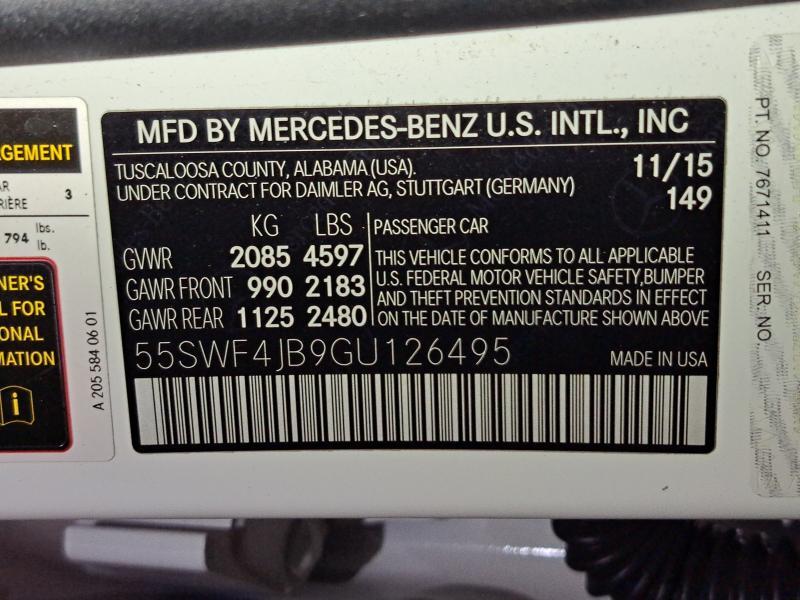 MFD BY MERCEDES-BENZ U.S. INTL., INC
TUSCALOOSA COUNTY, ALABAMA (USA). 11/15
UNDER CONTRACT FOR DAIMLER AG, STUTTGART (GERMANY) 149
KG LBS PASSENGER CAR
GVWR 2085 4597 THIS VEHICLE CONFORMS TO ALL APPLICABLE
GAWR FRONT 990 2183 U.S. FEDERAL MOTOR VEHICLE SAFETY,BUMPER
AND THEFT PREVENTION STANDARDS IN EFFECT
GAWR REAR 1125 2480 ON THE DATE OF MANUFACTURE SHOWN ABOVE
55SWF4JB9GU126495 MADE IN USA
A 205 584 06 01
GEMENT
AR
RIÈRE 3
794 lbs.
lb.
NER'S
L FOR
IONAL
MATION
i
PT. NO. 7671411 SER. NO.